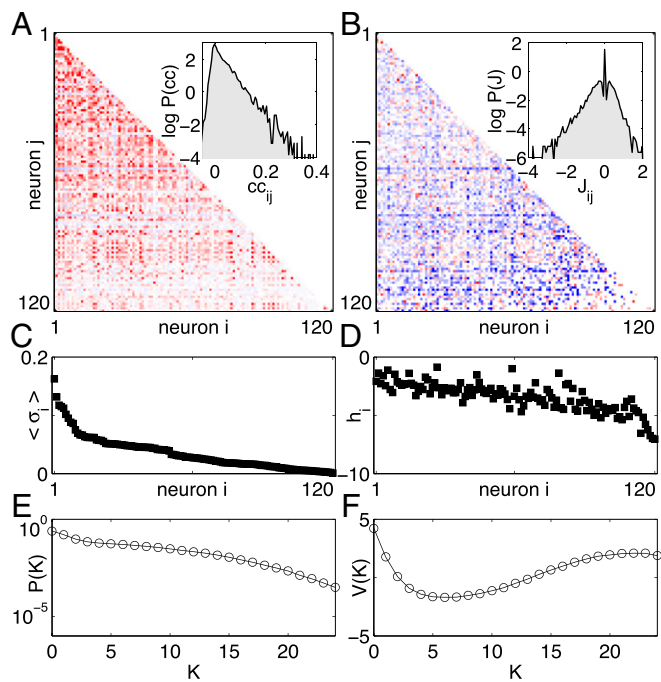 A
1
neuron j
120
1
neuron i
120
log P(cc)
2
0
−2
−4
0
0.2
0.4
cc_ij
B
1
neuron j
120
1
neuron i
120
log P(J)
2
0
−2
−4
−6
−4
−2
0
2
J_ij
C
0.2
< σ_i >
0
1
neuron i
120
D
0
h_i
−10
1
neuron i
120
E
10^0
P(K)
10^−5
0
5
10
15
20
K
F
5
V(K)
−5
0
5
10
15
20
K